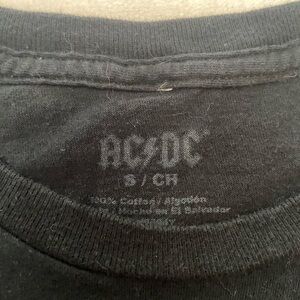 AC⚡DC
S / CH
100% Cotton / Algodón
/ Hecho en El Salvador